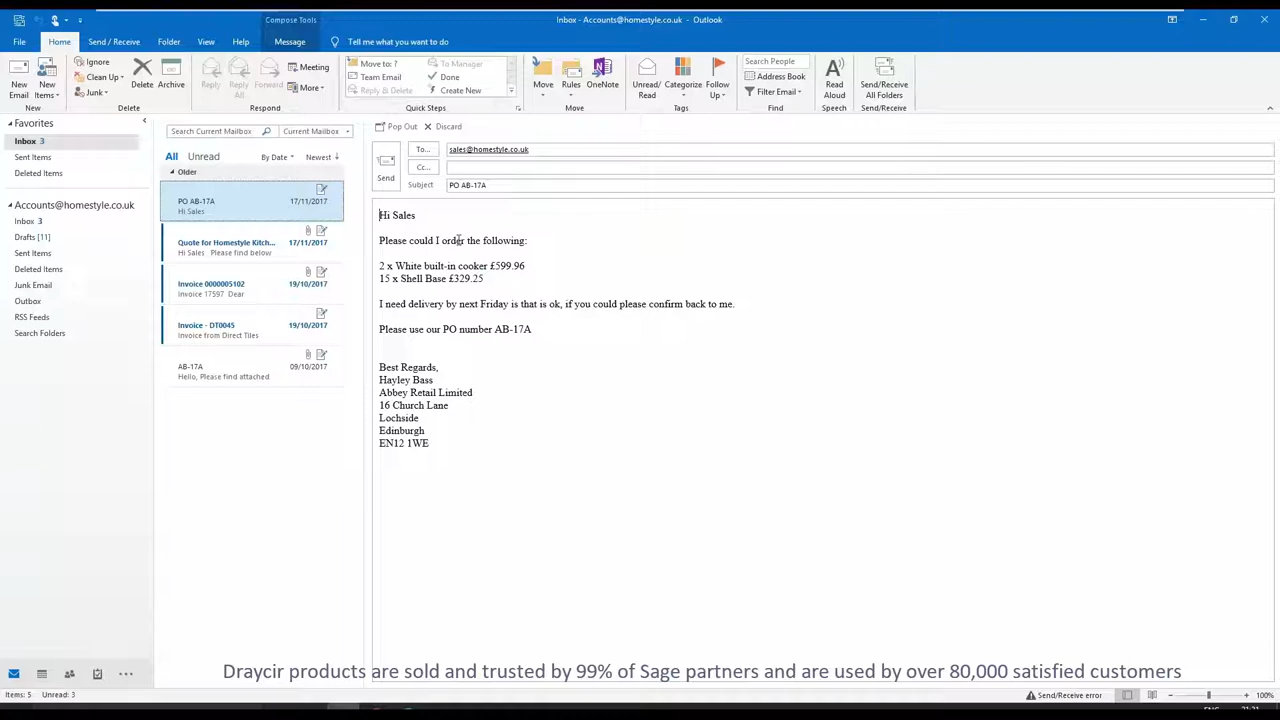 Compose Tools
Inbox - Accounts@homestyle.co.uk - Outlook
File Home Send / Receive Folder View Help Message Tell me what you want to do
New Email
New Items
New
Ignore
Clean Up
Junk
Delete
Archive
Delete
Reply
Reply All
Forward
Meeting
More
Respond
Move to: ?
Team Email
Reply & Delete
To Manager
Done
Create New
Quick Steps
Move
Rules
OneNote
Move
Unread/ Read
Categorize
Follow Up
Tags
Search People
Address Book
Filter Email
Find
Read Aloud
Speech
Send/Receive All Folders
Send/Receive
Favorites
Inbox 3
Sent Items
Deleted Items
Accounts@homestyle.co.uk
Inbox 3
Drafts [11]
Sent Items
Deleted Items
Junk Email
Outbox
RSS Feeds
Search Folders
Search Current Mailbox Current Mailbox
All Unread By Date Newest ↓
Older
PO AB-17A 17/11/2017
Hi Sales
Quote for Homestyle Kitch... 17/11/2017
Hi Sales Please find below
Invoice 0000005102 19/10/2017
Invoice 17597 Dear
Invoice - DT0045 19/10/2017
Invoice from Direct Tiles
AB-17A 09/10/2017
Hello, Please find attached
Pop Out Discard
Send
To... sales@homestyle.co.uk
Cc...
Subject PO AB-17A
Hi Sales
Please could I order the following:
2 x White built-in cooker £599.96
15 x Shell Base £329.25
I need delivery by next Friday is that is ok, if you could please confirm back to me.
Please use our PO number AB-17A
Best Regards,
Hayley Bass
Abbey Retail Limited
16 Church Lane
Lochside
Edinburgh
EN12 1WE
Draycir products are sold and trusted by 99% of Sage partners and are used by over 80,000 satisfied customers
Items: 5 Unread: 3 Send/Receive error 100%